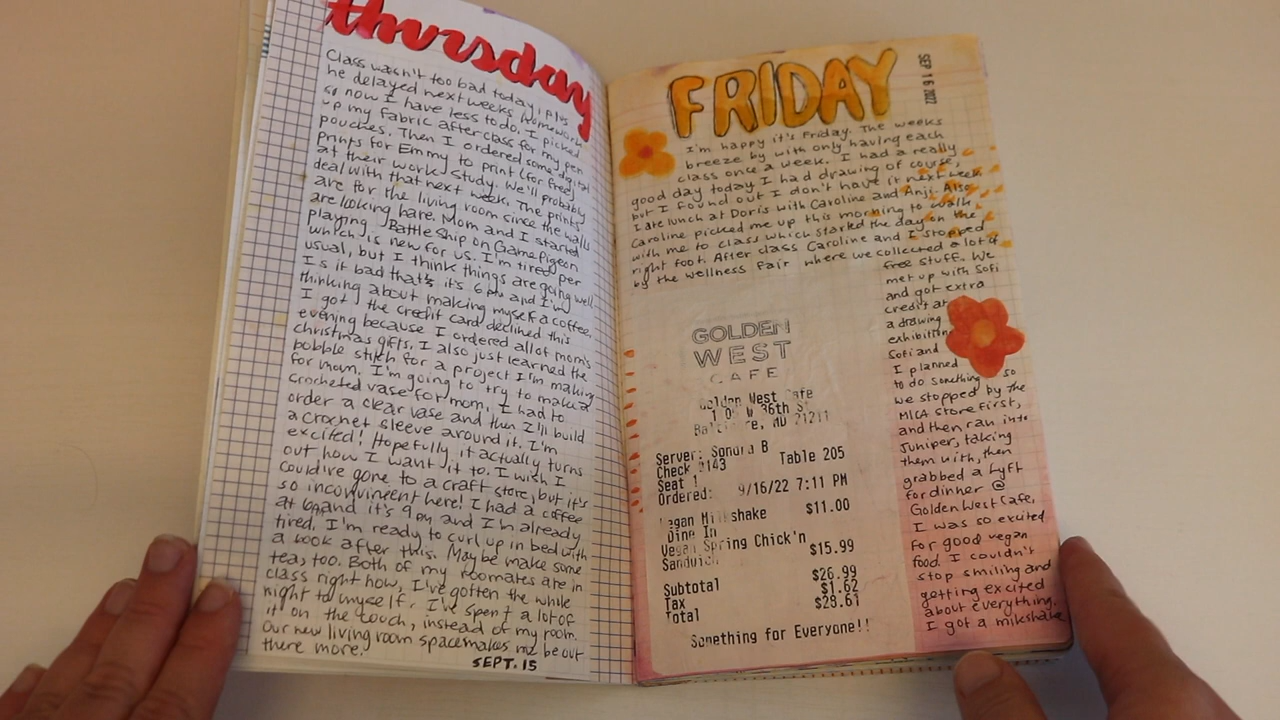 thursday
Class wasn't too bad today, plus
he delayed next weeks homework
so now I have less to do. I picked
up my fabric after class for my pen
pouches. Then I ordered some digital
prints for Emmy to print (for free)
at their work study. We'll probably
deal with that next week. The prints
are for the living room since the walls
are looking bare. Mom and I started
playing Battle Ship on Game Pigeon
which is new for us. I'm tired per
usual, but I think things are going well
Is it bad that's it's 6 pm and I'm
thinking about making myself a coffee.
I got the credit card declined this
evening because I ordered allot mom's
christmas gifts. I also just learned the
bobble stitch for a project I'm making
for mom. I'm going to try to make a
crocheted vase for mom. I had to
order a clear vase and then I'll build
a crochet sleeve around it. I'm
excited! Hopefully it actually turns
out how I want it to. I wish I
could've gone to a craft store, but it's
so inconvinent here! I had a coffee
at 6 and it's 9 pm and I'm already
tired. I'm ready to curl up in bed with
a book after this. Maybe make some
tea, too. Both of my roomates are in
class right now, I've gotten the whole
night to myself. I've spent a lot of
it on the couch, instead of my room.
Our new living room space makes me be out
there more.
SEPT. 15
FRIDAY
SEP 16 2022
I'm happy it's Friday. The weeks
breeze by with only having each
class once a week. I had a really
good day today. I had drawing of course,
but I found out I don't have it next week.
I ate lunch at Doris with Caroline and Anji. Also
Caroline picked me up this morning to walk
with me to class which started the day on the
right foot. After class Caroline and I stopped
by the wellness fair where we collected a lot of
free stuff. We
met up with Sofi
and got extra
credit at
a drawing
exhibition
Sofi and
I planned
to do something so
we stopped by the
MICA store first,
and then ran into
Juniper, taking
them with, then
grabbed a Lyft
for dinner @
Golden West Cafe,
I was so excited
for good vegan
food. I couldn't
stop smiling and
getting excited
about everything.
I got a milkshake
GOLDEN
WEST
CAFE
Golden West Cafe
W 36th St
Baltimore, MD 21211
Server: Sondra B
Check 2143 Table 205
Seat 1
Ordered: 9/16/22 7:11 PM
Vegan Milkshake $11.00
Dine In
Vegan Spring Chick'n
Sandwich $15.99
Subtotal $26.99
Tax $1.62
Total $28.61
Something for Everyone!!